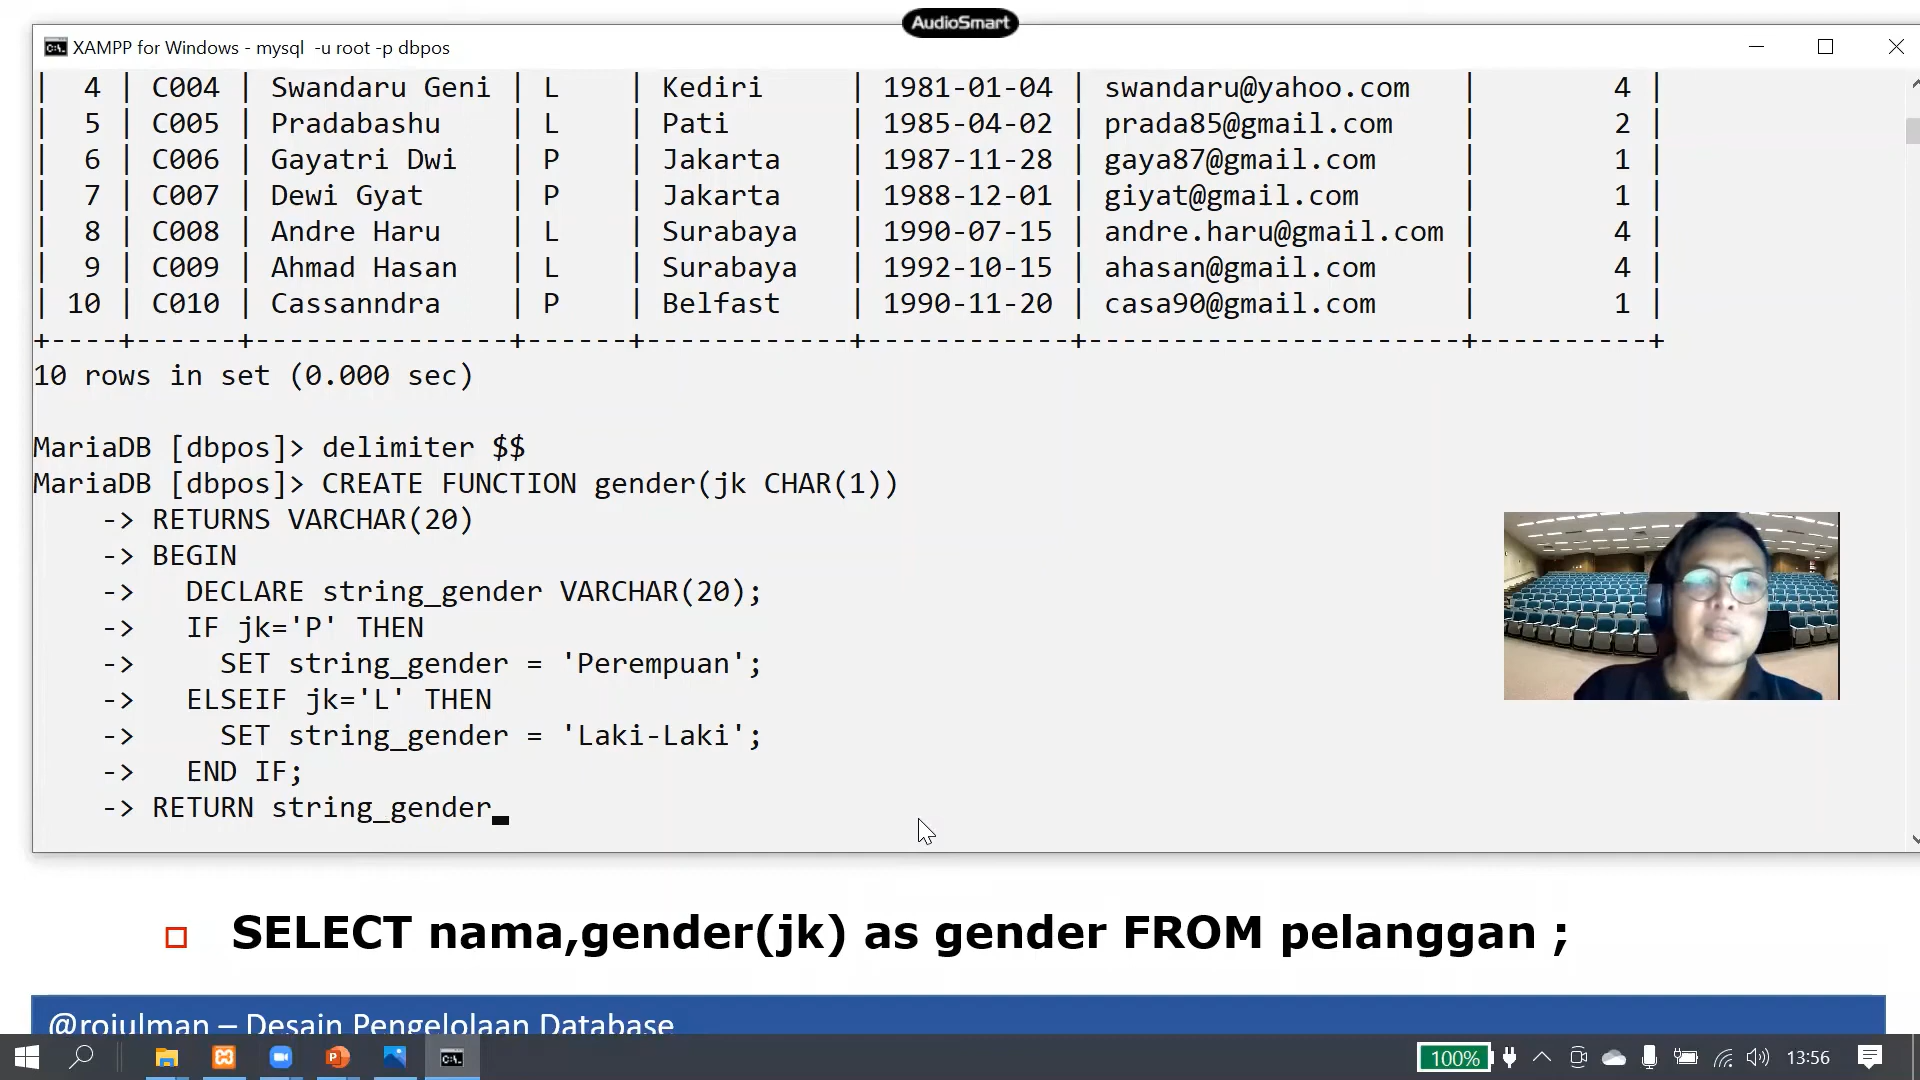 AudioSmart
XAMPP for Windows - mysql  -u root -p dbpos
|  4 | C004 | Swandaru Geni | L    | Kediri     | 1981-01-04 | swandaru@yahoo.com   |        4 |
|  5 | C005 | Pradabashu    | L    | Pati       | 1985-04-02 | prada85@gmail.com    |        2 |
|  6 | C006 | Gayatri Dwi   | P    | Jakarta    | 1987-11-28 | gaya87@gmail.com     |        1 |
|  7 | C007 | Dewi Gyat     | P    | Jakarta    | 1988-12-01 | giyat@gmail.com      |        1 |
|  8 | C008 | Andre Haru    | L    | Surabaya   | 1990-07-15 | andre.haru@gmail.com |        4 |
|  9 | C009 | Ahmad Hasan   | L    | Surabaya   | 1992-10-15 | ahasan@gmail.com     |        4 |
| 10 | C010 | Cassanndra    | P    | Belfast    | 1990-11-20 | casa90@gmail.com     |        1 |
+----+------+---------------+------+------------+------------+----------------------+----------+
10 rows in set (0.000 sec)
MariaDB [dbpos]> delimiter $$
MariaDB [dbpos]> CREATE FUNCTION gender(jk CHAR(1))
    -> RETURNS VARCHAR(20)
    -> BEGIN
    ->   DECLARE string_gender VARCHAR(20);
    ->   IF jk='P' THEN
    ->     SET string_gender = 'Perempuan';
    ->   ELSEIF jk='L' THEN
    ->     SET string_gender = 'Laki-Laki';
    ->   END IF;
    -> RETURN string_gender
SELECT nama,gender(jk) as gender FROM pelanggan ;
@rojulman – Desain Pengelolaan Database
100%
13:56